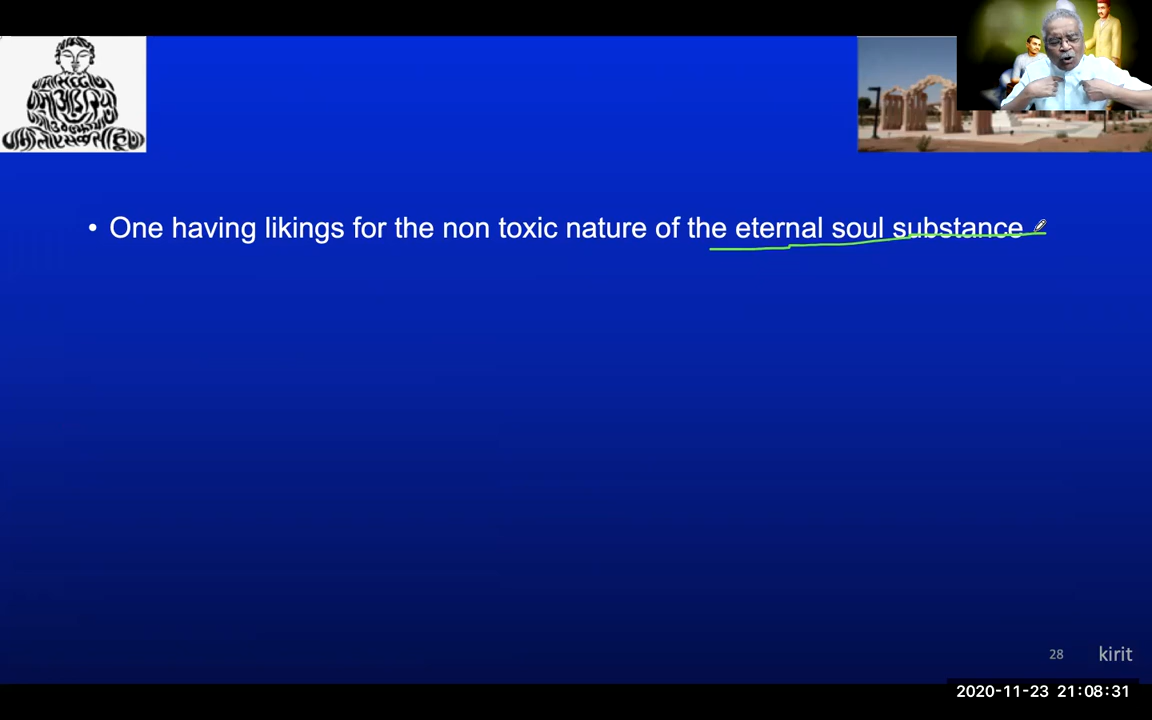 • One having likings for the non toxic nature of the eternal soul substance
28 kirit
2020-11-23 21:08:31